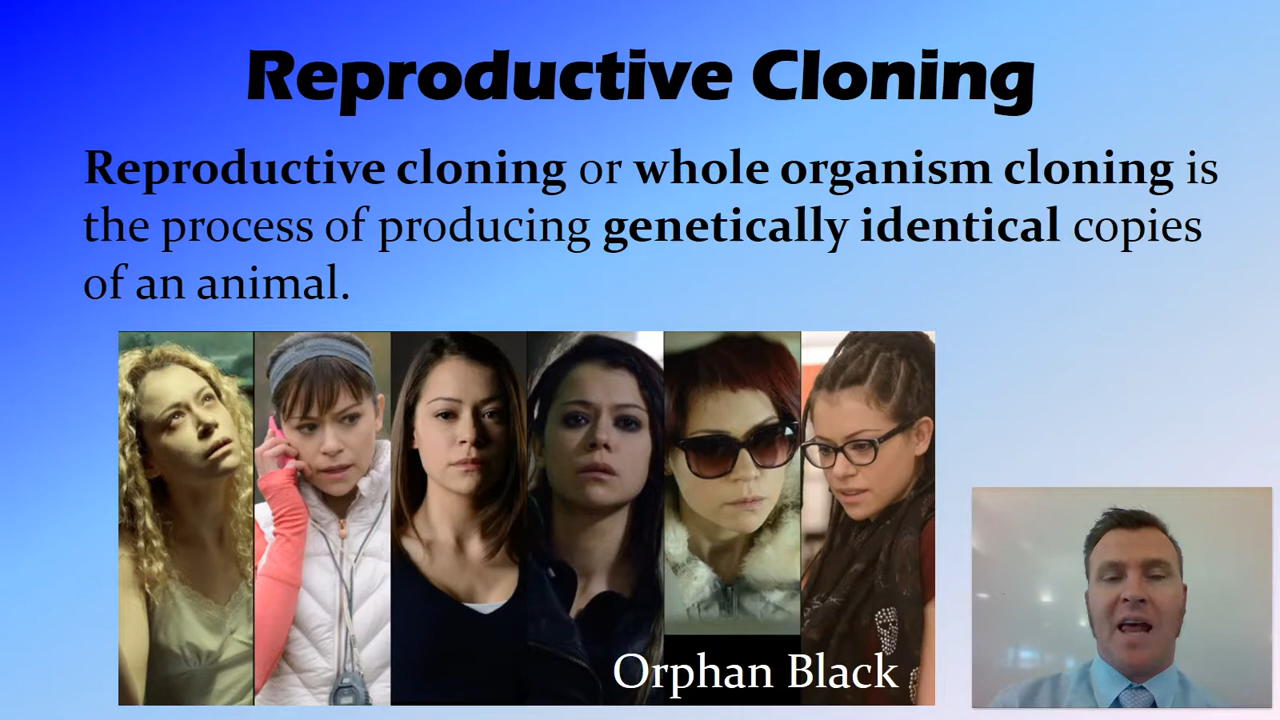 Reproductive Cloning
Reproductive cloning or whole organism cloning is
the process of producing genetically identical copies
of an animal.
Orphan Black